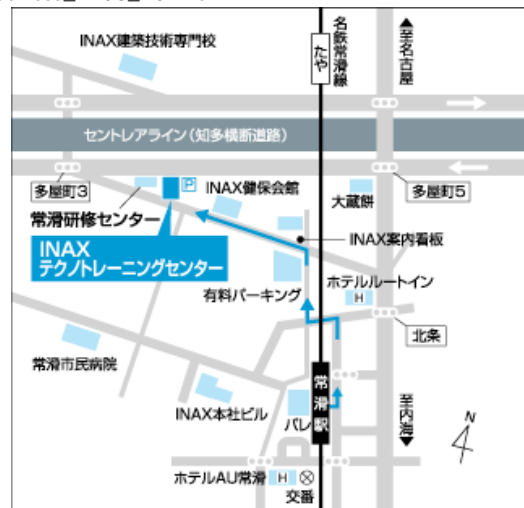 INAX建築技術専門校
名鉄常滑線
たや
至名古屋
セントレアライン(知多横断道路)
多屋町3
P
INAX健保会館
大蔵餅
多屋町5
常滑研修センター
INAX
テクノトレーニングセンター
INAX案内看板
有料パーキング
ホテルルートイン
H
北条
常滑市民病院
常滑駅
INAX本社ビル
パレ
至内海
N
ホテルAU常滑
H
交番